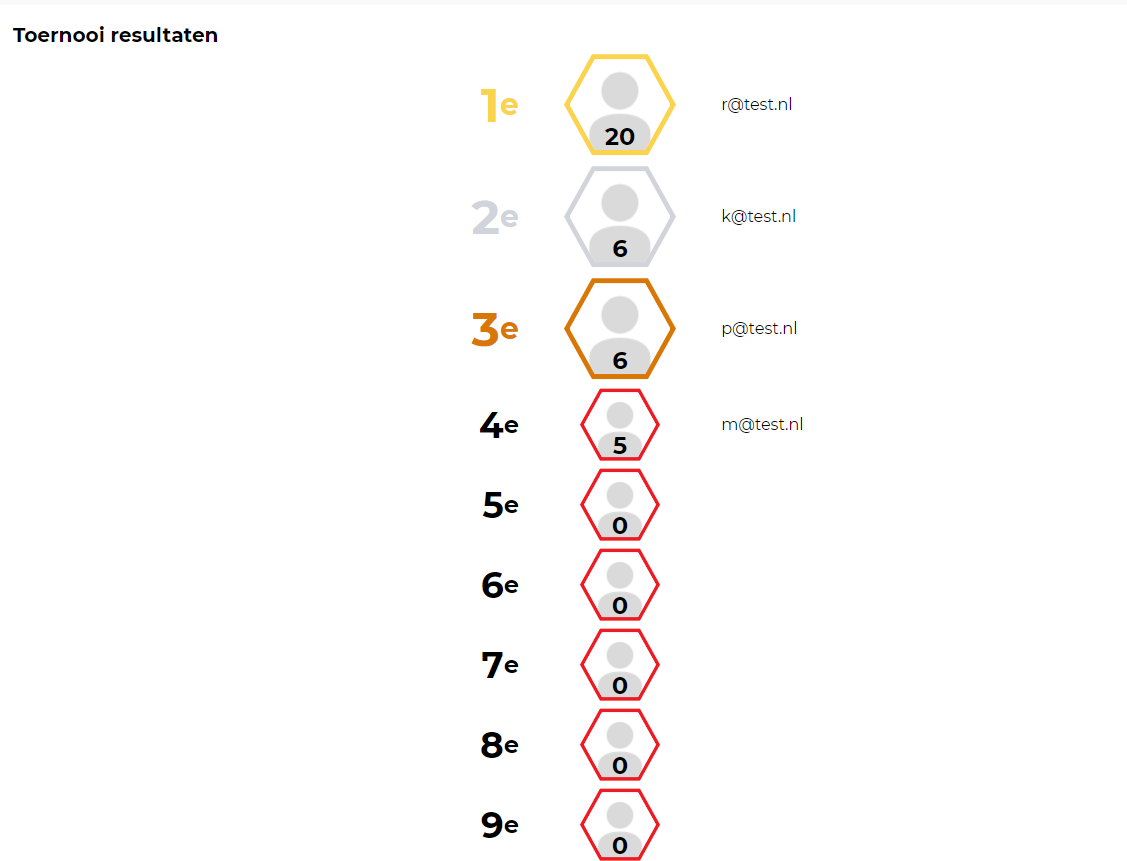 Toernooi resultaten
1e
20
r@test.nl
2e
6
k@test.nl
3e
6
p@test.nl
4e
5
m@test.nl
5e
0
6e
0
7e
0
8e
0
9e
0